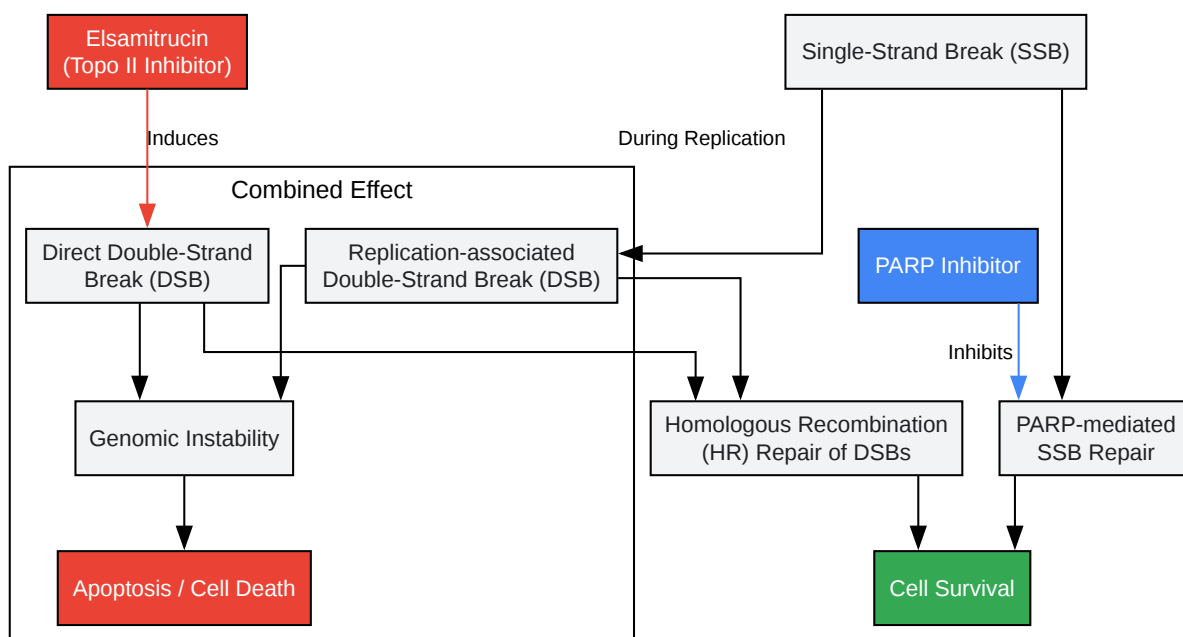 Elsamitrucin
(Topo II Inhibitor)
Single-Strand Break (SSB)
Induces
During Replication
Combined Effect
Direct Double-Strand
Break (DSB)
Replication-associated
Double-Strand Break (DSB)
PARP Inhibitor
Inhibits
Genomic Instability
Homologous Recombination
(HR) Repair of DSBs
PARP-mediated
SSB Repair
Apoptosis / Cell Death
Cell Survival